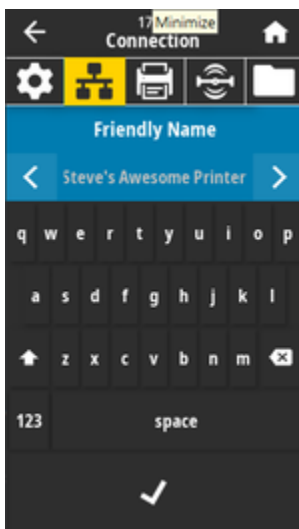 17 Minimize
Connection
Friendly Name
Steve's Awesome Printer
q w e r t y u i o p
a s d f g h j k l
z x c v b n m
123 space